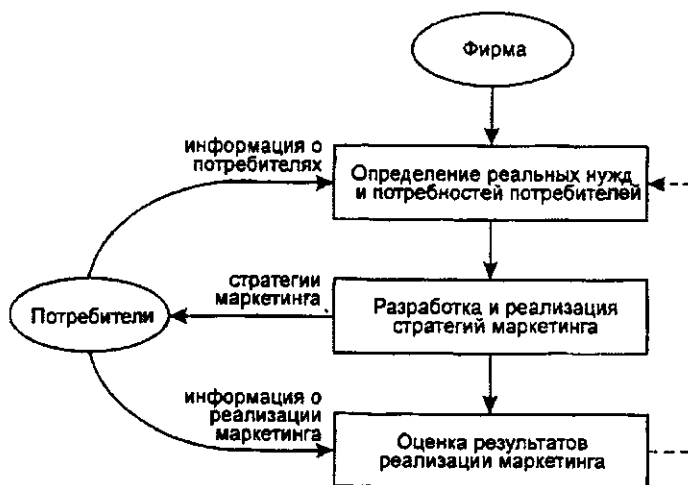 Фирма
информация о
потребителях
Определение реальных нужд
и потребностей потребителей
стратегии
маркетинга
Потребители
Разработка и реализация
стратегий маркетинга
информация о
реализации
маркетинга
Оценка результатов
реализации маркетинга